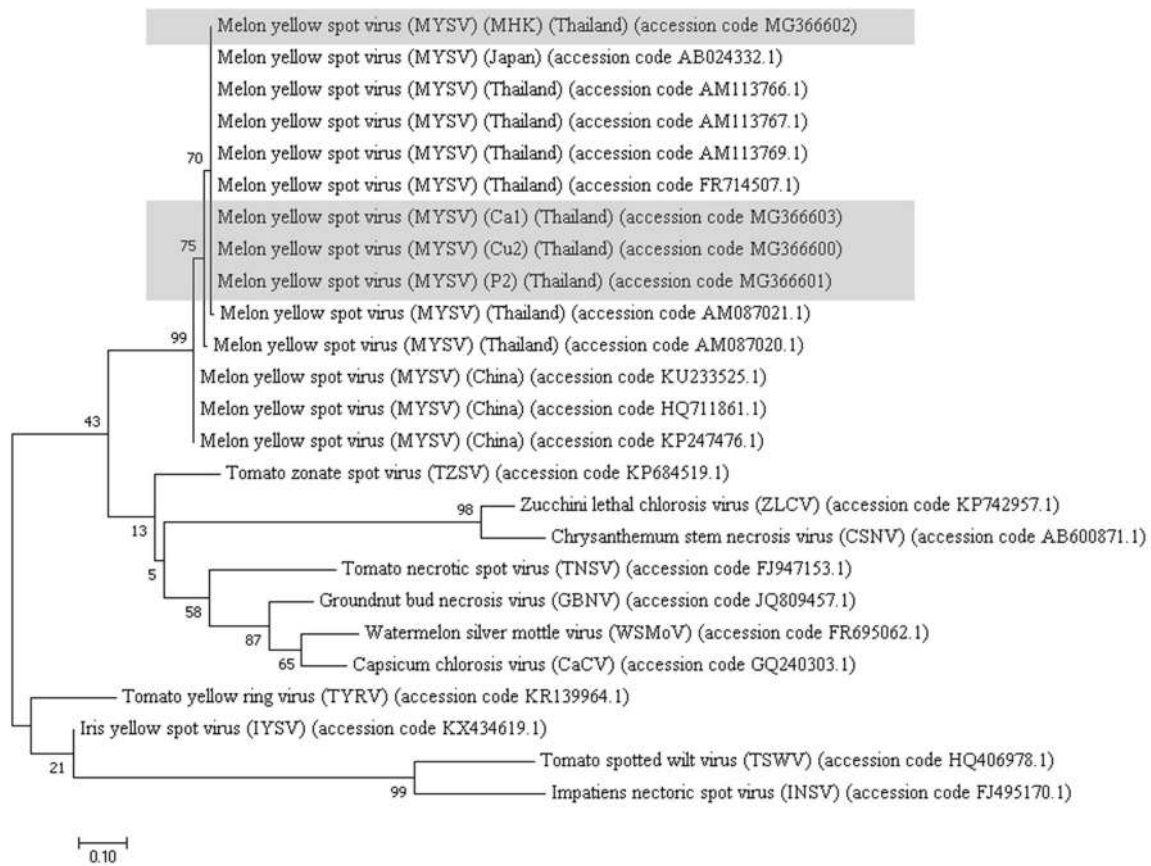 Melon yellow spot virus (MYSV) (MHK) (Thailand) (accession code MG366602)
Melon yellow spot virus (MYSV) (Japan) (accession code AB024332.1)
Melon yellow spot virus (MYSV) (Thailand) (accession code AM113766.1)
Melon yellow spot virus (MYSV) (Thailand) (accession code AM113767.1)
Melon yellow spot virus (MYSV) (Thailand) (accession code AM113769.1)
70
Melon yellow spot virus (MYSV) (Thailand) (accession code FR714507.1)
Melon yellow spot virus (MYSV) (Ca1) (Thailand) (accession code MG366603)
75
Melon yellow spot virus (MYSV) (Cu2) (Thailand) (accession code MG366600)
Melon yellow spot virus (MYSV) (P2) (Thailand) (accession code MG366601)
Melon yellow spot virus (MYSV) (Thailand) (accession code AM087021.1)
99
Melon yellow spot virus (MYSV) (Thailand) (accession code AM087020.1)
Melon yellow spot virus (MYSV) (China) (accession code KU233525.1)
Melon yellow spot virus (MYSV) (China) (accession code HQ711861.1)
43
Melon yellow spot virus (MYSV) (China) (accession code KP247476.1)
Tomato zonate spot virus (TZSV) (accession code KP684519.1)
98
Zucchini lethal chlorosis virus (ZLCV) (accession code KP742957.1)
13
Chrysanthemum stem necrosis virus (CSNV) (accession code AB600871.1)
5
Tomato necrotic spot virus (TNSV) (accession code FJ947153.1)
58
Groundnut bud necrosis virus (GBNV) (accession code JQ809457.1)
87
Watermelon silver mottle virus (WSMoV) (accession code FR695062.1)
65
Capsicum chlorosis virus (CaCV) (accession code GQ240303.1)
Tomato yellow ring virus (TYRV) (accession code KR139964.1)
Iris yellow spot virus (IYSV) (accession code KX434619.1)
21
Tomato spotted wilt virus (TSWV) (accession code HQ406978.1)
99
Impatiens nectoric spot virus (INSV) (accession code FJ495170.1)
0.10